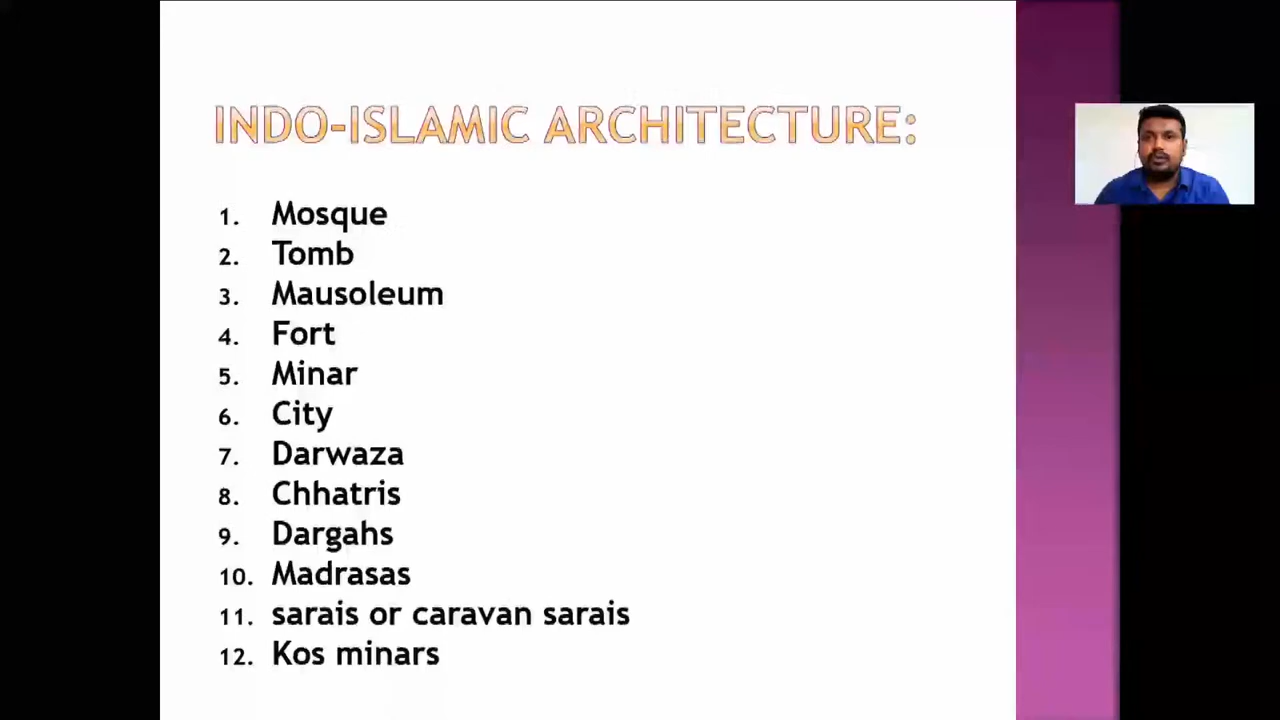 INDO-ISLAMIC ARCHITECTURE:
1. Mosque
2. Tomb
3. Mausoleum
4. Fort
5. Minar
6. City
7. Darwaza
8. Chhatris
9. Dargahs
10. Madrasas
11. sarais or caravan sarais
12. Kos minars